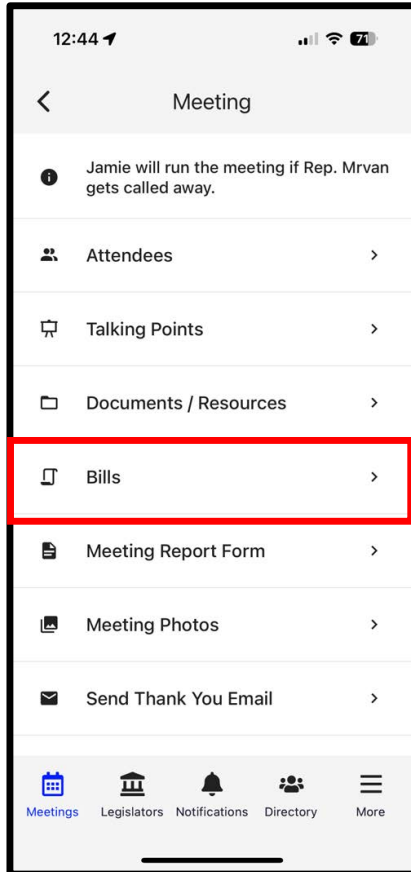 12:44
71
Meeting
Jamie will run the meeting if Rep. Mrvan
gets called away.
Attendees
Talking Points
Documents / Resources
Bills
Meeting Report Form
Meeting Photos
Send Thank You Email
Meetings Legislators Notifications Directory More